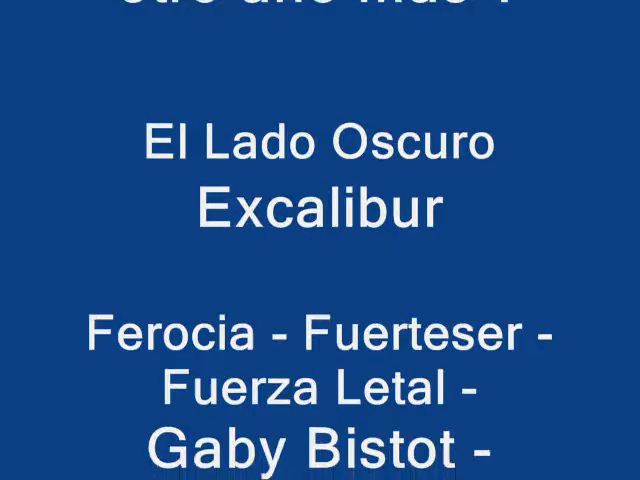 El Lado Oscuro
Excalibur
Ferocia - Fuerteser -
Fuerza Letal -
Gaby Bistot -